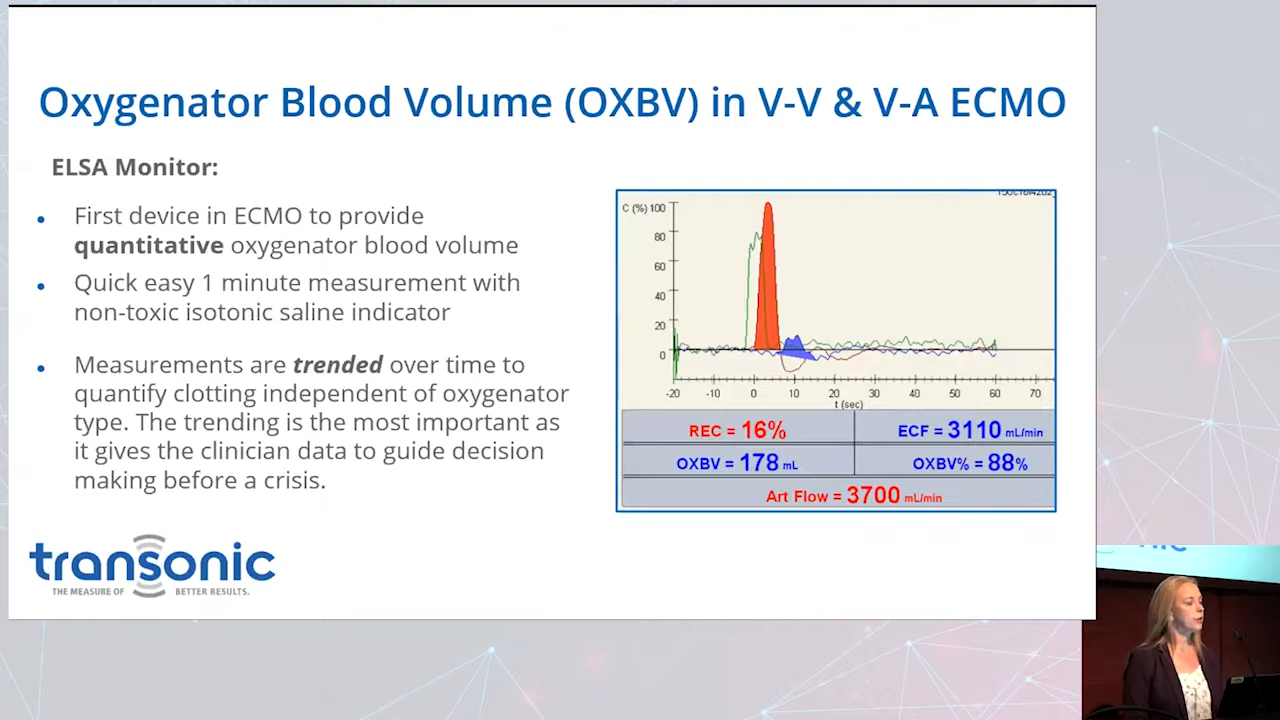 Oxygenator Blood Volume (OXBV) in V-V & V-A ECMO
ELSA Monitor:
• First device in ECMO to provide
quantitative oxygenator blood volume
• Quick easy 1 minute measurement with
non-toxic isotonic saline indicator
• Measurements are trended over time to
quantify clotting independent of oxygenator
type. The trending is the most important as
it gives the clinician data to guide decision
making before a crisis.
transonic
THE MEASURE OF BETTER RESULTS.
C (%) 100
80
60
40
20
0
-20 -10 0 10 20 30 40 50 60 70
t (sec)
REC = 16% ECF = 3110 mL/min
OXBV = 178 mL OXBV% = 88%
Art Flow = 3700 mL/min